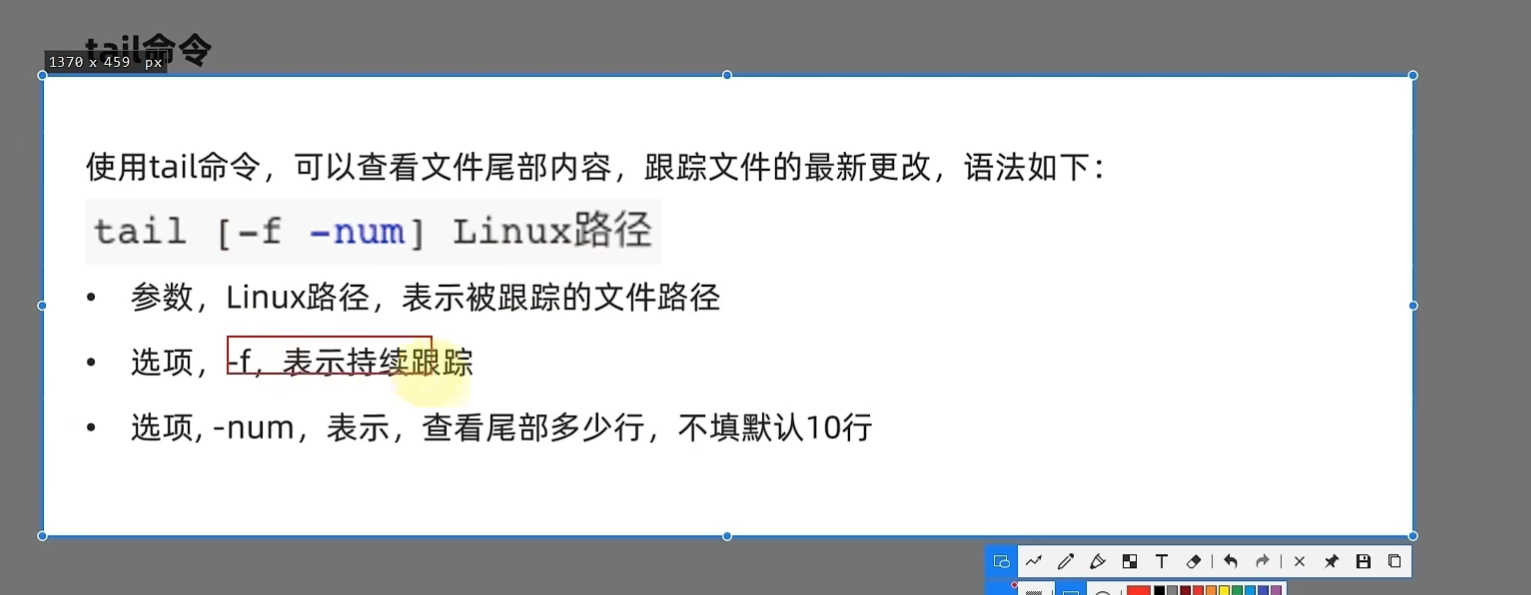 tail命令
1370 x 459 px
使用tail命令，可以查看文件尾部内容，跟踪文件的最新更改，语法如下：
tail [-f -num] Linux路径
• 参数，Linux路径，表示被跟踪的文件路径
• 选项，-f，表示持续跟踪
• 选项, -num，表示，查看尾部多少行，不填默认10行